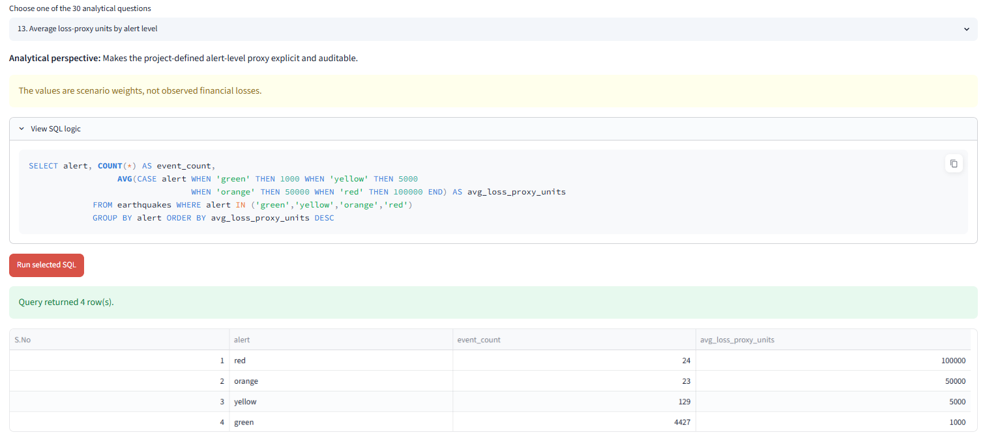 Choose one of the 30 analytical questions
13. Average loss-proxy units by alert level
Analytical perspective: Makes the project-defined alert-level proxy explicit and auditable.
The values are scenario weights, not observed financial losses.
View SQL logic
SELECT alert, COUNT(*) AS event_count,
AVG(CASE alert WHEN 'green' THEN 1000 WHEN 'yellow' THEN 5000
WHEN 'orange' THEN 50000 WHEN 'red' THEN 100000 END) AS avg_loss_proxy_units
FROM earthquakes WHERE alert IN ('green','yellow','orange','red')
GROUP BY alert ORDER BY avg_loss_proxy_units DESC
Run selected SQL
Query returned 4 row(s).
S.No alert event_count avg_loss_proxy_units
1 red 24 100000
2 orange 23 50000
3 yellow 129 5000
4 green 4427 1000